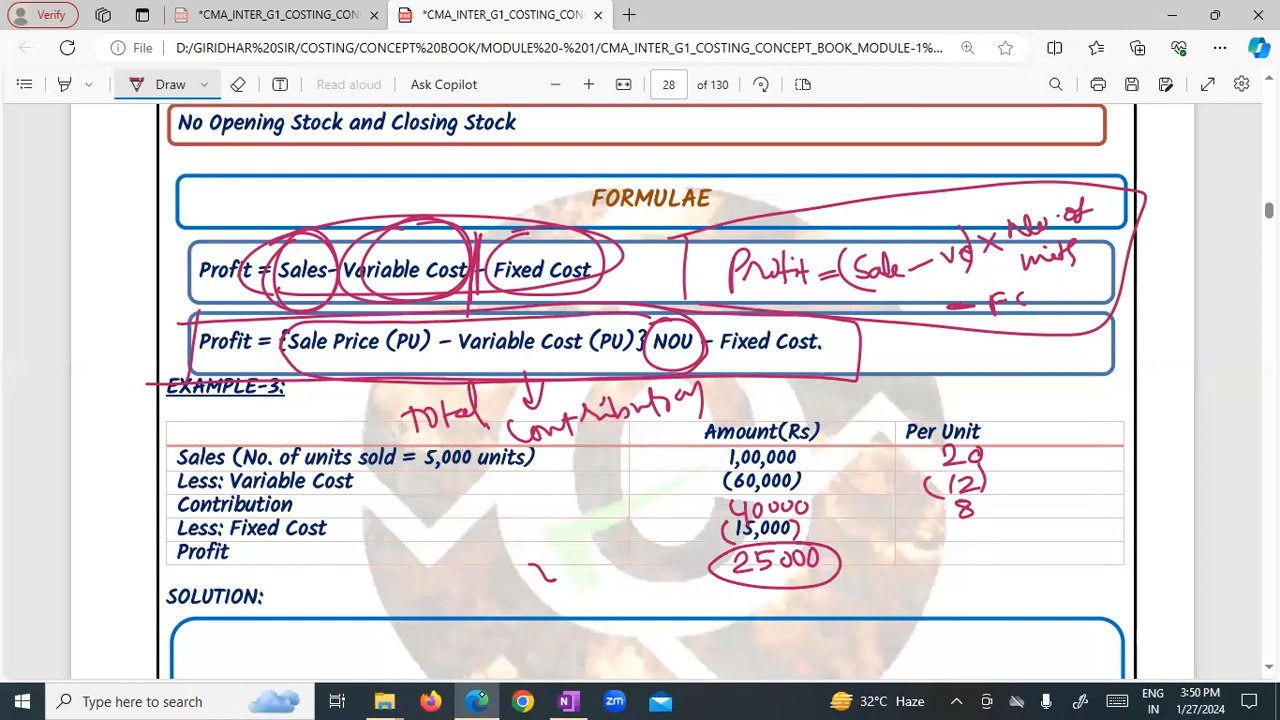 Verify
*CMA_INTER_G1_COSTING_CON
*CMA_INTER_G1_COSTING_CON
File
D:/GIRIDHAR%20SIR/COSTING/CONCEPT%20BOOK/MODULE%20-%201/CMA_INTER_G1_COSTING_CONCEPT_BOOK_MODULE-1%...
Draw
Read aloud
Ask Copilot
28
of 130
No Opening Stock and Closing Stock
FORMULAE
Profit = Sales- Variable Cost - Fixed Cost
Profit = (Sale - vc) × No. of units
- FC
Profit = {Sale Price (PU) – Variable Cost (PU)} NOU – Fixed Cost.
EXAMPLE-3:
Total contribution
Amount(Rs) Per Unit
Sales (No. of units sold = 5,000 units) 1,00,000 20
Less: Variable Cost (60,000) (12)
Contribution 40000 8
Less: Fixed Cost (15,000)
Profit 25000
SOLUTION:
Type here to search
zm
32°C Haze
ENG
IN
3:50 PM
1/27/2024